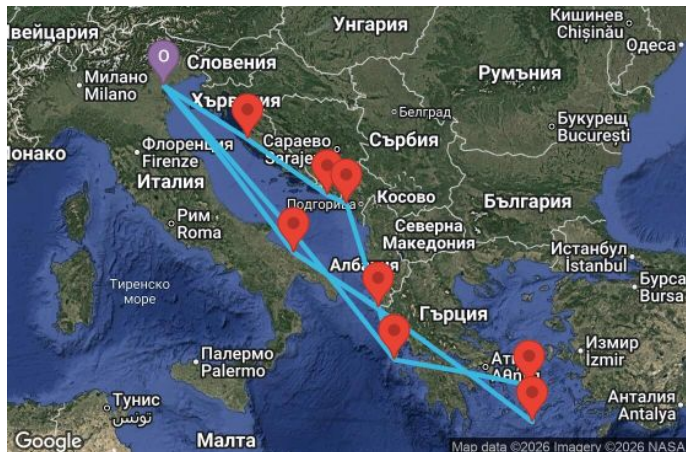 Унгария
Кишинев
Chișinău
Одеса
Швейцария
O
Словения
Милано
Milano
Румъния
Хърватия
Белград
Букурещ
București
Флоренция
Firenze
Сараево
Sarajevo
Сърбия
Монако
Италия
Косово
Подгорица
България
Рим
Roma
Северна
Македония
Истанбул
İstanbul
Албания
Бурса
Bursa
Тиренско
море
Гърция
Палермо
Palermo
Измир
İzmir
Атина
Αθήνα
Анталия
Antalya
Тунис
تونس
Малта
Google
Map data ©2026 Imagery ©2026 NASA